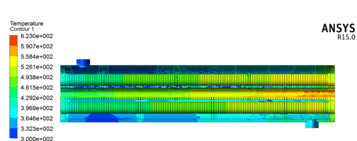 Temperature
Contour 1
6.230e+002
5.907e+002
5.584e+002
5.261e+002
4.938e+002
4.615e+002
4.292e+002
3.969e+002
3.646e+002
3.323e+002
3.000e+002
ANSYS
R15.0